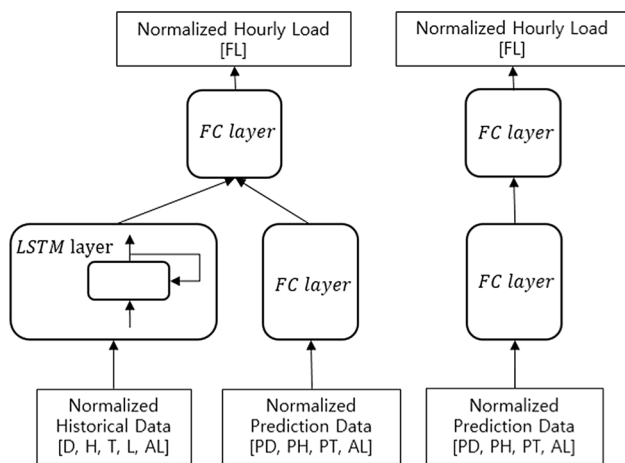 Normalized Hourly Load
[FL]
FC layer
LSTM layer
FC layer
Normalized
Historical Data
[D, H, T, L, AL]
Normalized
Prediction Data
[PD, PH, PT, AL]
Normalized Hourly Load
[FL]
FC layer
FC layer
Normalized
Prediction Data
[PD, PH, PT, AL]